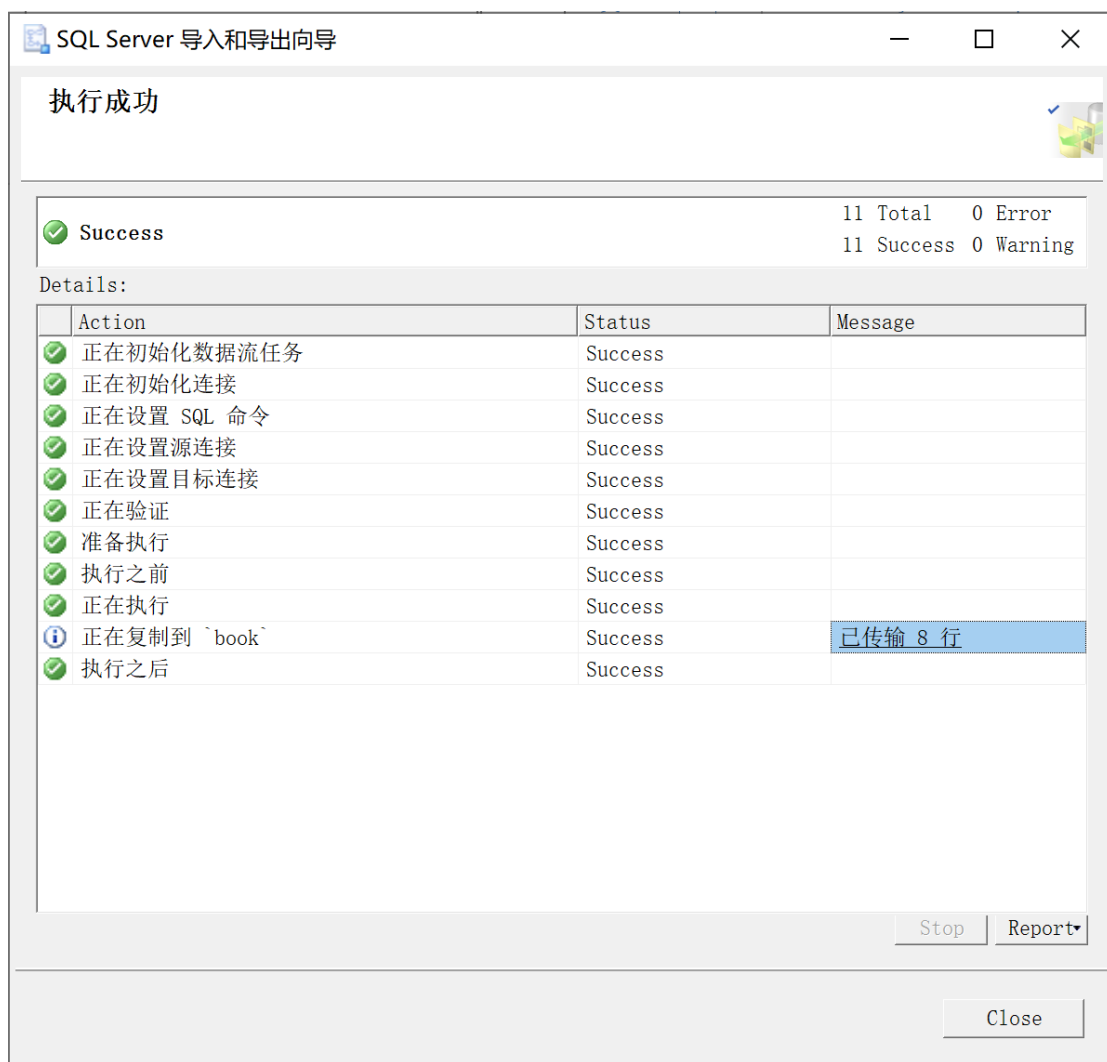 SQL Server 导入和导出向导
执行成功
Success
11 Total 0 Error
11 Success 0 Warning
Details:
Action Status Message
正在初始化数据流任务 Success
正在初始化连接 Success
正在设置 SQL 命令 Success
正在设置源连接 Success
正在设置目标连接 Success
正在验证 Success
准备执行 Success
执行之前 Success
正在执行 Success
正在复制到 `book` Success 已传输 8 行
执行之后 Success
Stop Report
Close